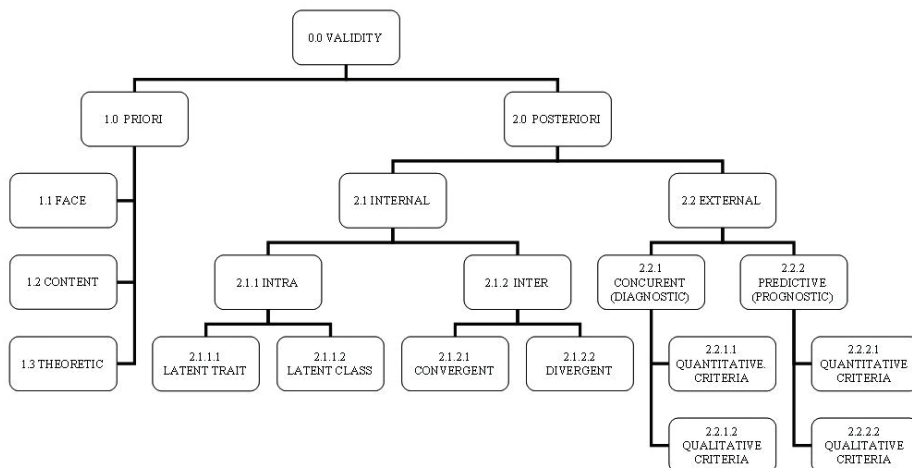 0.0 VALIDITY
1.0 PRIORI
2.0 POSTERIORI
1.1 FACE
2.1 INTERNAL
2.2 EXTERNAL
1.2 CONTENT
2.1.1 INTRA
2.1.2 INTER
2.2.1
CONCURENT
(DIAGNOSTIC)
2.2.2
PREDICTIVE
(PROGNOSTIC)
1.3 THEORETIC
2.1.1.1
LATENT TRAIT
2.1.1.2
LATENT CLASS
2.1.2.1
CONVERGENT
2.1.2.2
DIVERGENT
2.2.1.1
QUANTITATIVE.
CRITERIA
2.2.2.1
QUANTITATIVE
CRITERIA
2.2.1.2
QUALITATIVE
CRITERIA
2.2.2.2
QUALITATIVE
CRITERIA